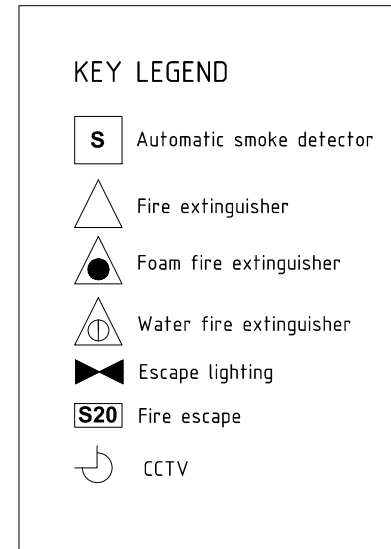 KEY LEGEND
S Automatic smoke detector
Fire extinguisher
Foam fire extinguisher
Water fire extinguisher
Escape lighting
S20 Fire escape
CCTV